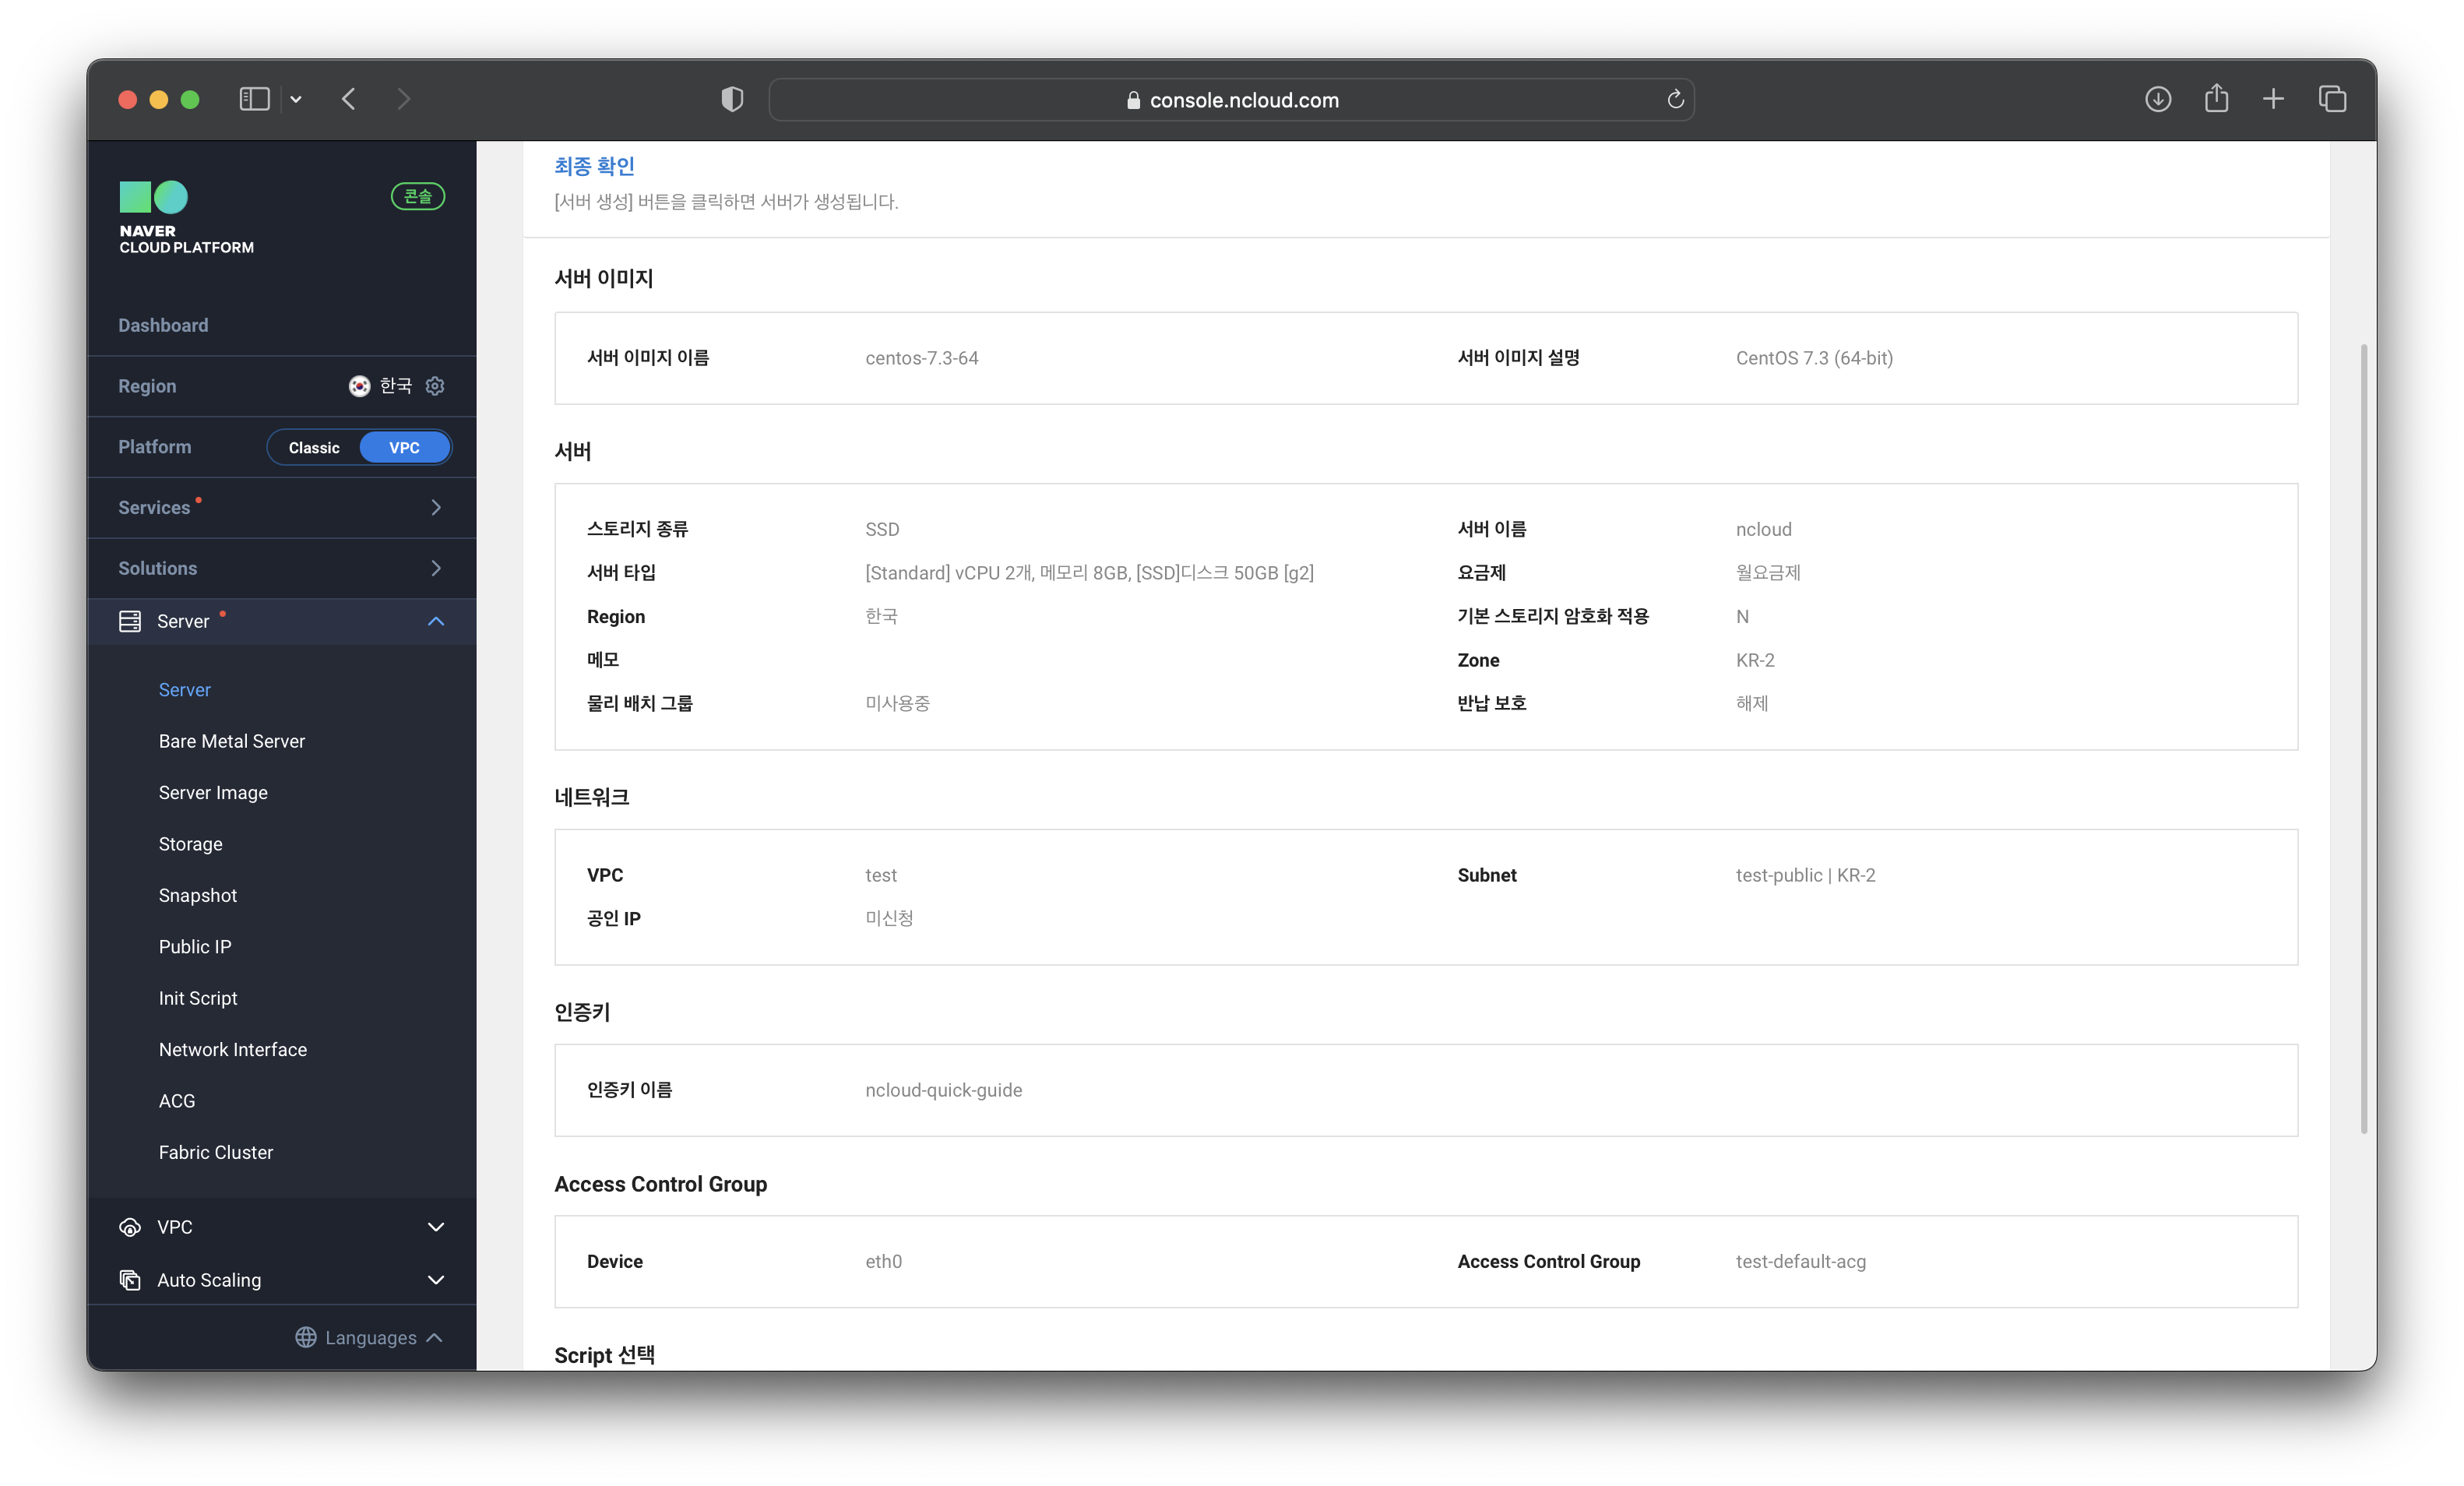 console.ncloud.com
NAVER
CLOUD PLATFORM
콘솔
Dashboard
Region 한국
Platform Classic VPC
Services
Solutions
Server
Server
Bare Metal Server
Server Image
Storage
Snapshot
Public IP
Init Script
Network Interface
ACG
Fabric Cluster
VPC
Auto Scaling
Languages
최종 확인
[서버 생성] 버튼을 클릭하면 서버가 생성됩니다.
서버 이미지
서버 이미지 이름 centos-7.3-64 서버 이미지 설명 CentOS 7.3 (64-bit)
서버
스토리지 종류 SSD 서버 이름 ncloud
서버 타입 [Standard] vCPU 2개, 메모리 8GB, [SSD]디스크 50GB [g2] 요금제 월요금제
Region 한국 기본 스토리지 암호화 적용 N
메모 Zone KR-2
물리 배치 그룹 미사용중 반납 보호 해제
네트워크
VPC test Subnet test-public | KR-2
공인 IP 미신청
인증키
인증키 이름 ncloud-quick-guide
Access Control Group
Device eth0 Access Control Group test-default-acg
Script 선택